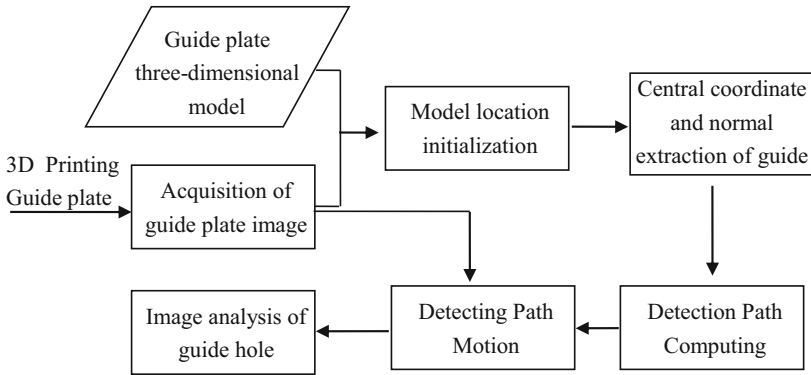 Guide plate
three-dimensional
model
Model location
initialization
Central coordinate
and normal
extraction of guide
3D Printing
Guide plate
Acquisition of
guide plate image
Image analysis of
guide hole
Detecting Path
Motion
Detection Path
Computing